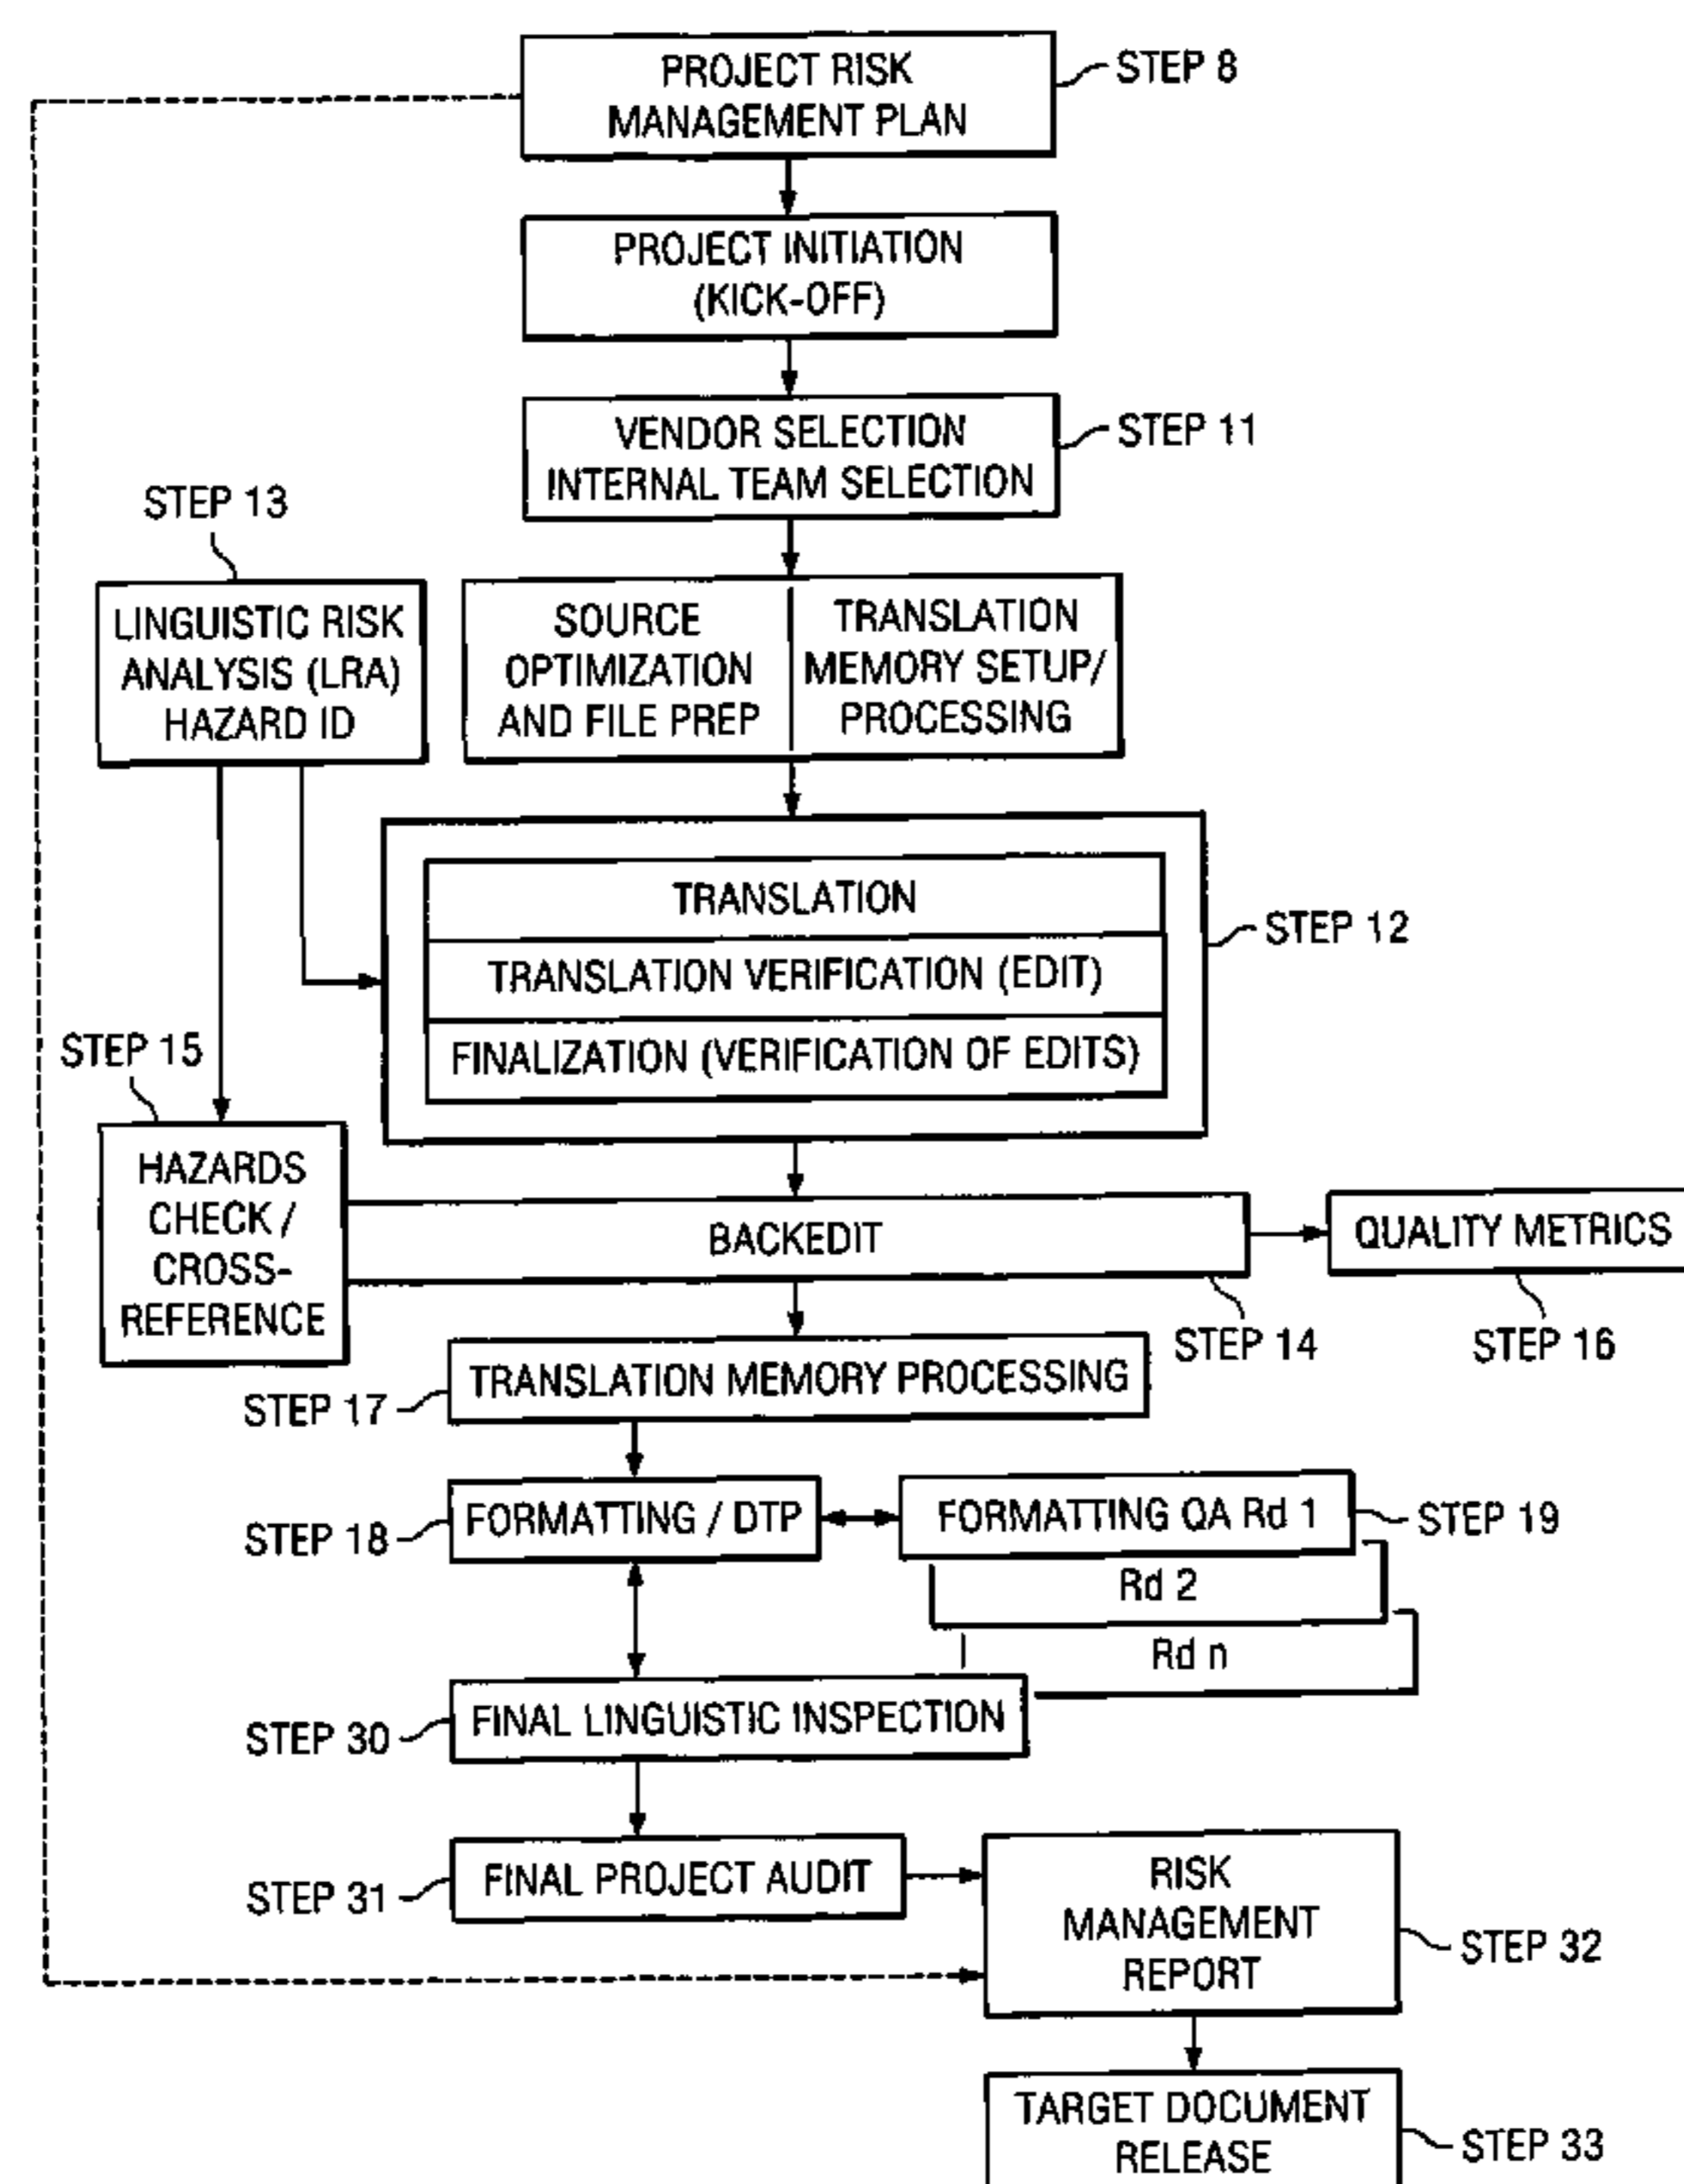 PROJECT RISK
MANAGEMENT PLAN
STEP 8
PROJECT INITIATION
(KICK-OFF)
VENDOR SELECTION
INTERNAL TEAM SELECTION
STEP 11
STEP 13
LINGUISTIC RISK
ANALYSIS (LRA)
HAZARD ID
SOURCE
OPTIMIZATION
AND FILE PREP
TRANSLATION
MEMORY SETUP/
PROCESSING
TRANSLATION
TRANSLATION VERIFICATION (EDIT)
FINALIZATION (VERIFICATION OF EDITS)
STEP 12
STEP 15
HAZARDS
CHECK /
CROSS-
REFERENCE
BACKEDIT
STEP 14
QUALITY METRICS
STEP 16
TRANSLATION MEMORY PROCESSING
STEP 17
FORMATTING / DTP
STEP 18
FORMATTING QA Rd 1
STEP 19
Rd 2
Rd n
FINAL LINGUISTIC INSPECTION
STEP 30
FINAL PROJECT AUDIT
STEP 31
RISK
MANAGEMENT
REPORT
STEP 32
TARGET DOCUMENT
RELEASE
STEP 33